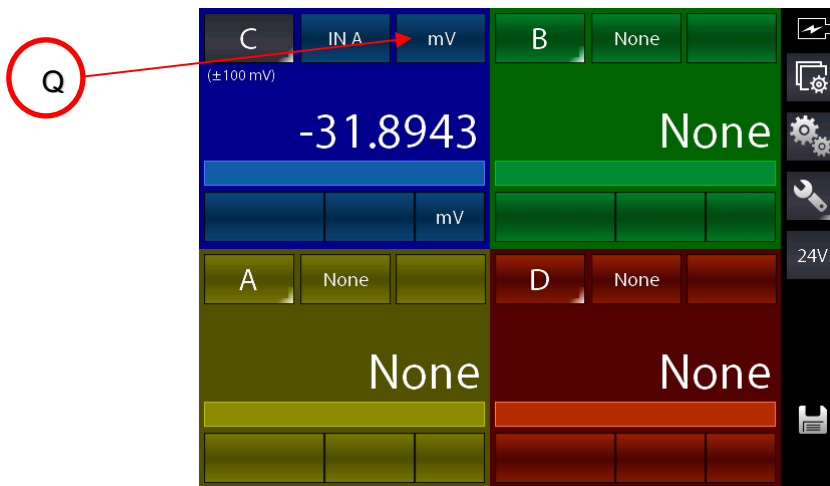 Q
C IN A mV
(±100 mV)
-31.8943
mV
B None
None
A None
None
D None
None
24V